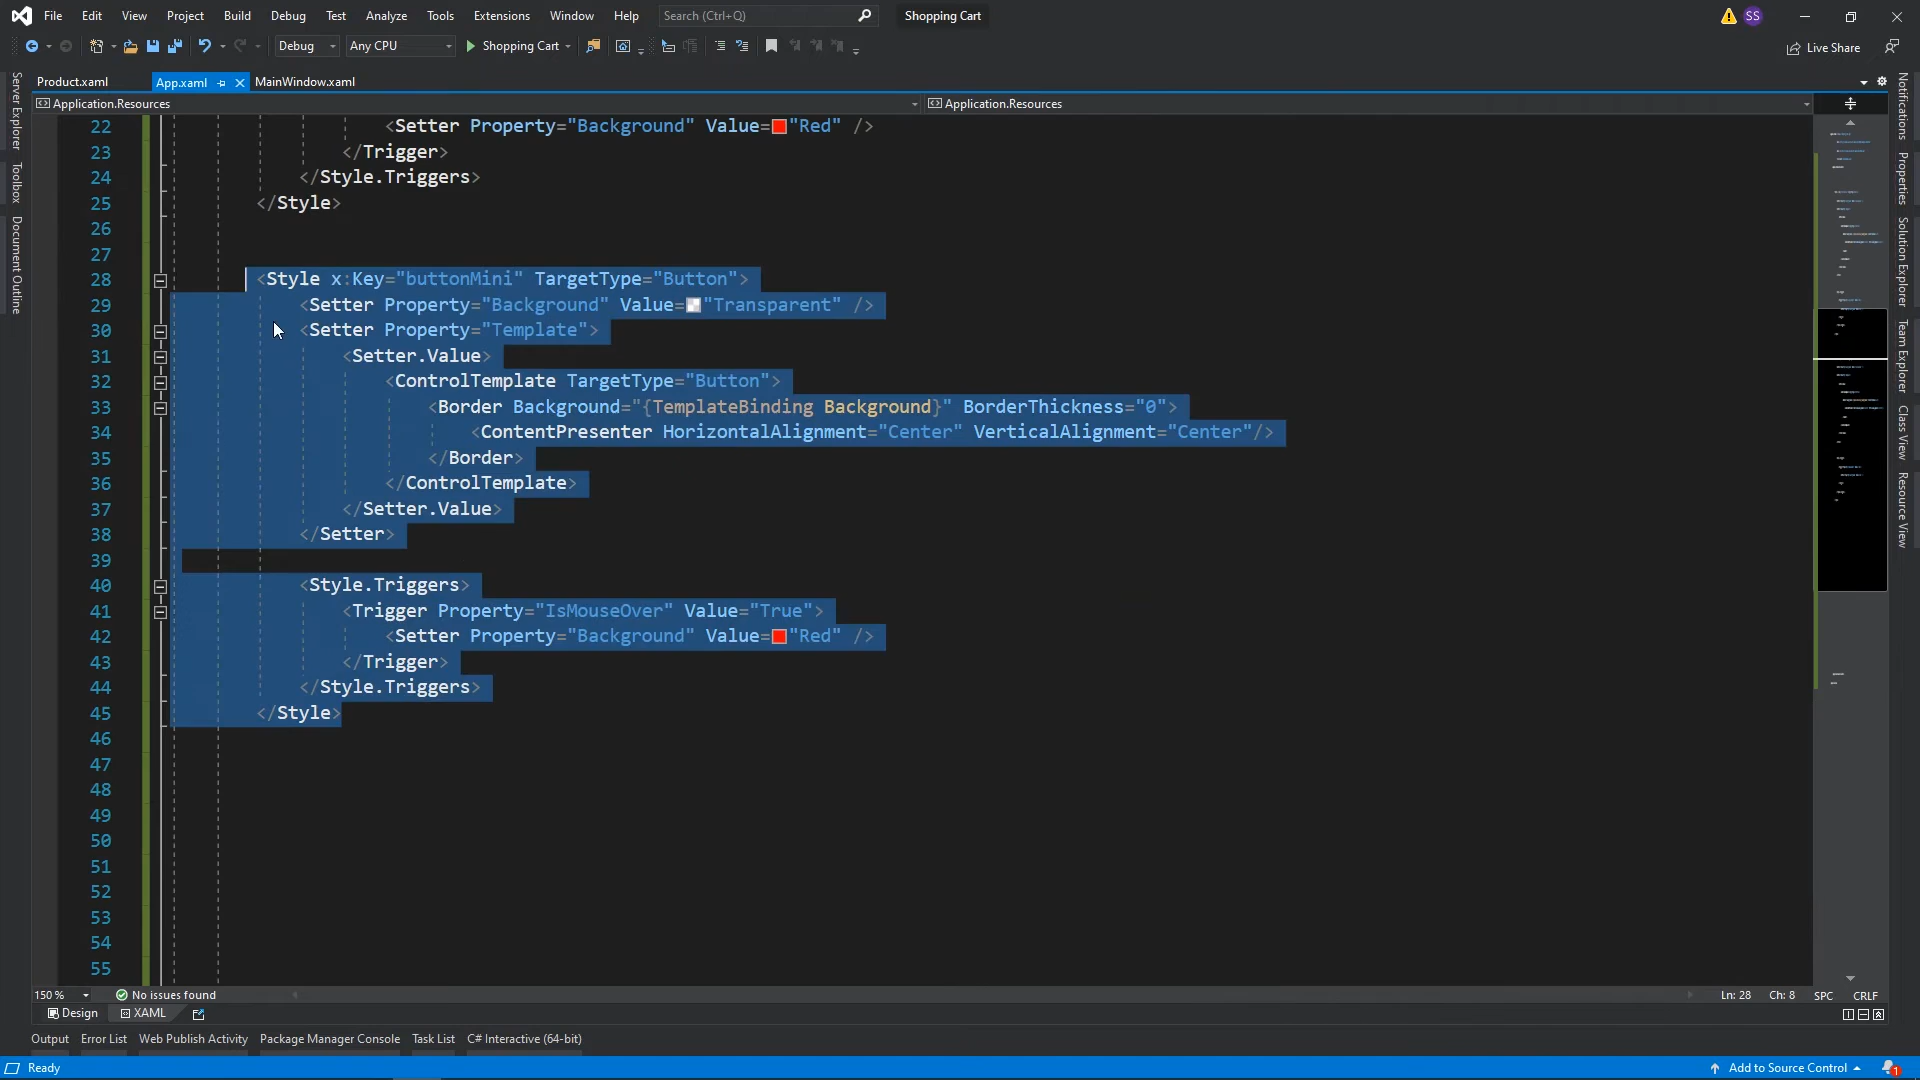 File Edit View Project Build Debug Test Analyze Tools Extensions Window Help Search (Ctrl+Q) Shopping Cart SS
Debug Any CPU Shopping Cart Live Share
Product.xaml App.xaml MainWindow.xaml
Application.Resources Application.Resources
Server Explorer
Toolbox
Document Outline
22 <Setter Property="Background" Value="Red" />
23 </Trigger>
24 </Style.Triggers>
25 </Style>
26
27
28 <Style x:Key="buttonMini" TargetType="Button">
29 <Setter Property="Background" Value="Transparent" />
30 <Setter Property="Template">
31 <Setter.Value>
32 <ControlTemplate TargetType="Button">
33 <Border Background="{TemplateBinding Background}" BorderThickness="0">
34 <ContentPresenter HorizontalAlignment="Center" VerticalAlignment="Center"/>
35 </Border>
36 </ControlTemplate>
37 </Setter.Value>
38 </Setter>
39
40 <Style.Triggers>
41 <Trigger Property="IsMouseOver" Value="True">
42 <Setter Property="Background" Value="Red" />
43 </Trigger>
44 </Style.Triggers>
45 </Style>
46
47
48
49
50
51
52
53
54
55
Notifications
Properties
Solution Explorer
Team Explorer
Class View
Resource View
150 % No issues found Ln: 28 Ch: 8 SPC CRLF
Design XAML
Output Error List Web Publish Activity Package Manager Console Task List C# Interactive (64-bit)
Ready Add to Source Control 1